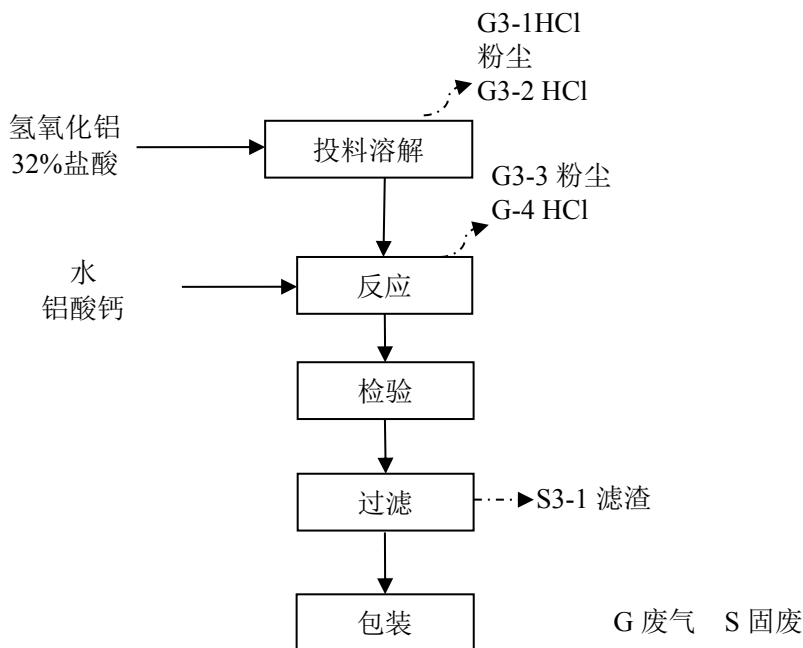 G3-1HCl
粉尘
G3-2 HCl
氢氧化铝
32%盐酸
投料溶解
G3-3 粉尘
G-4 HCl
水
铝酸钙
反应
检验
过滤
S3-1 滤渣
包装
G 废气 S 固废